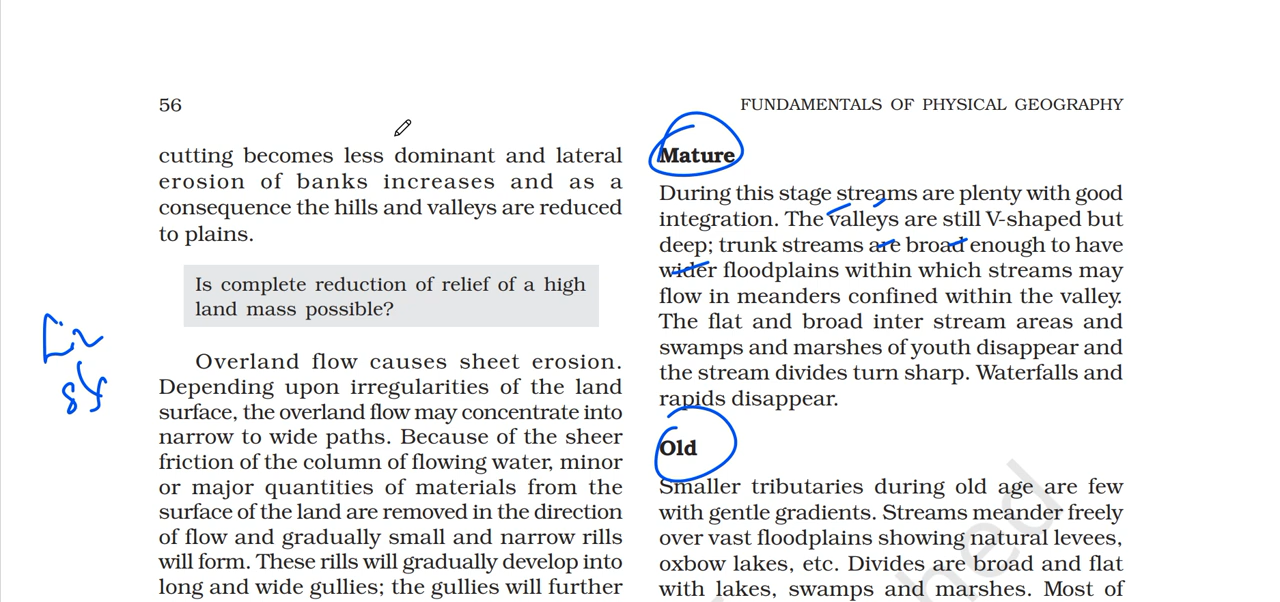 56
FUNDAMENTALS OF PHYSICAL GEOGRAPHY
cutting becomes less dominant and lateral
erosion of banks increases and as a
consequence the hills and valleys are reduced
to plains.
Is complete reduction of relief of a high
land mass possible?
Overland flow causes sheet erosion.
Depending upon irregularities of the land
surface, the overland flow may concentrate into
narrow to wide paths. Because of the sheer
friction of the column of flowing water, minor
or major quantities of materials from the
surface of the land are removed in the direction
of flow and gradually small and narrow rills
will form. These rills will gradually develop into
long and wide gullies; the gullies will further
Mature
During this stage streams are plenty with good
integration. The valleys are still V-shaped but
deep; trunk streams are broad enough to have
wider floodplains within which streams may
flow in meanders confined within the valley.
The flat and broad inter stream areas and
swamps and marshes of youth disappear and
the stream divides turn sharp. Waterfalls and
rapids disappear.
Old
Smaller tributaries during old age are few
with gentle gradients. Streams meander freely
over vast floodplains showing natural levees,
oxbow lakes, etc. Divides are broad and flat
with lakes, swamps and marshes. Most of